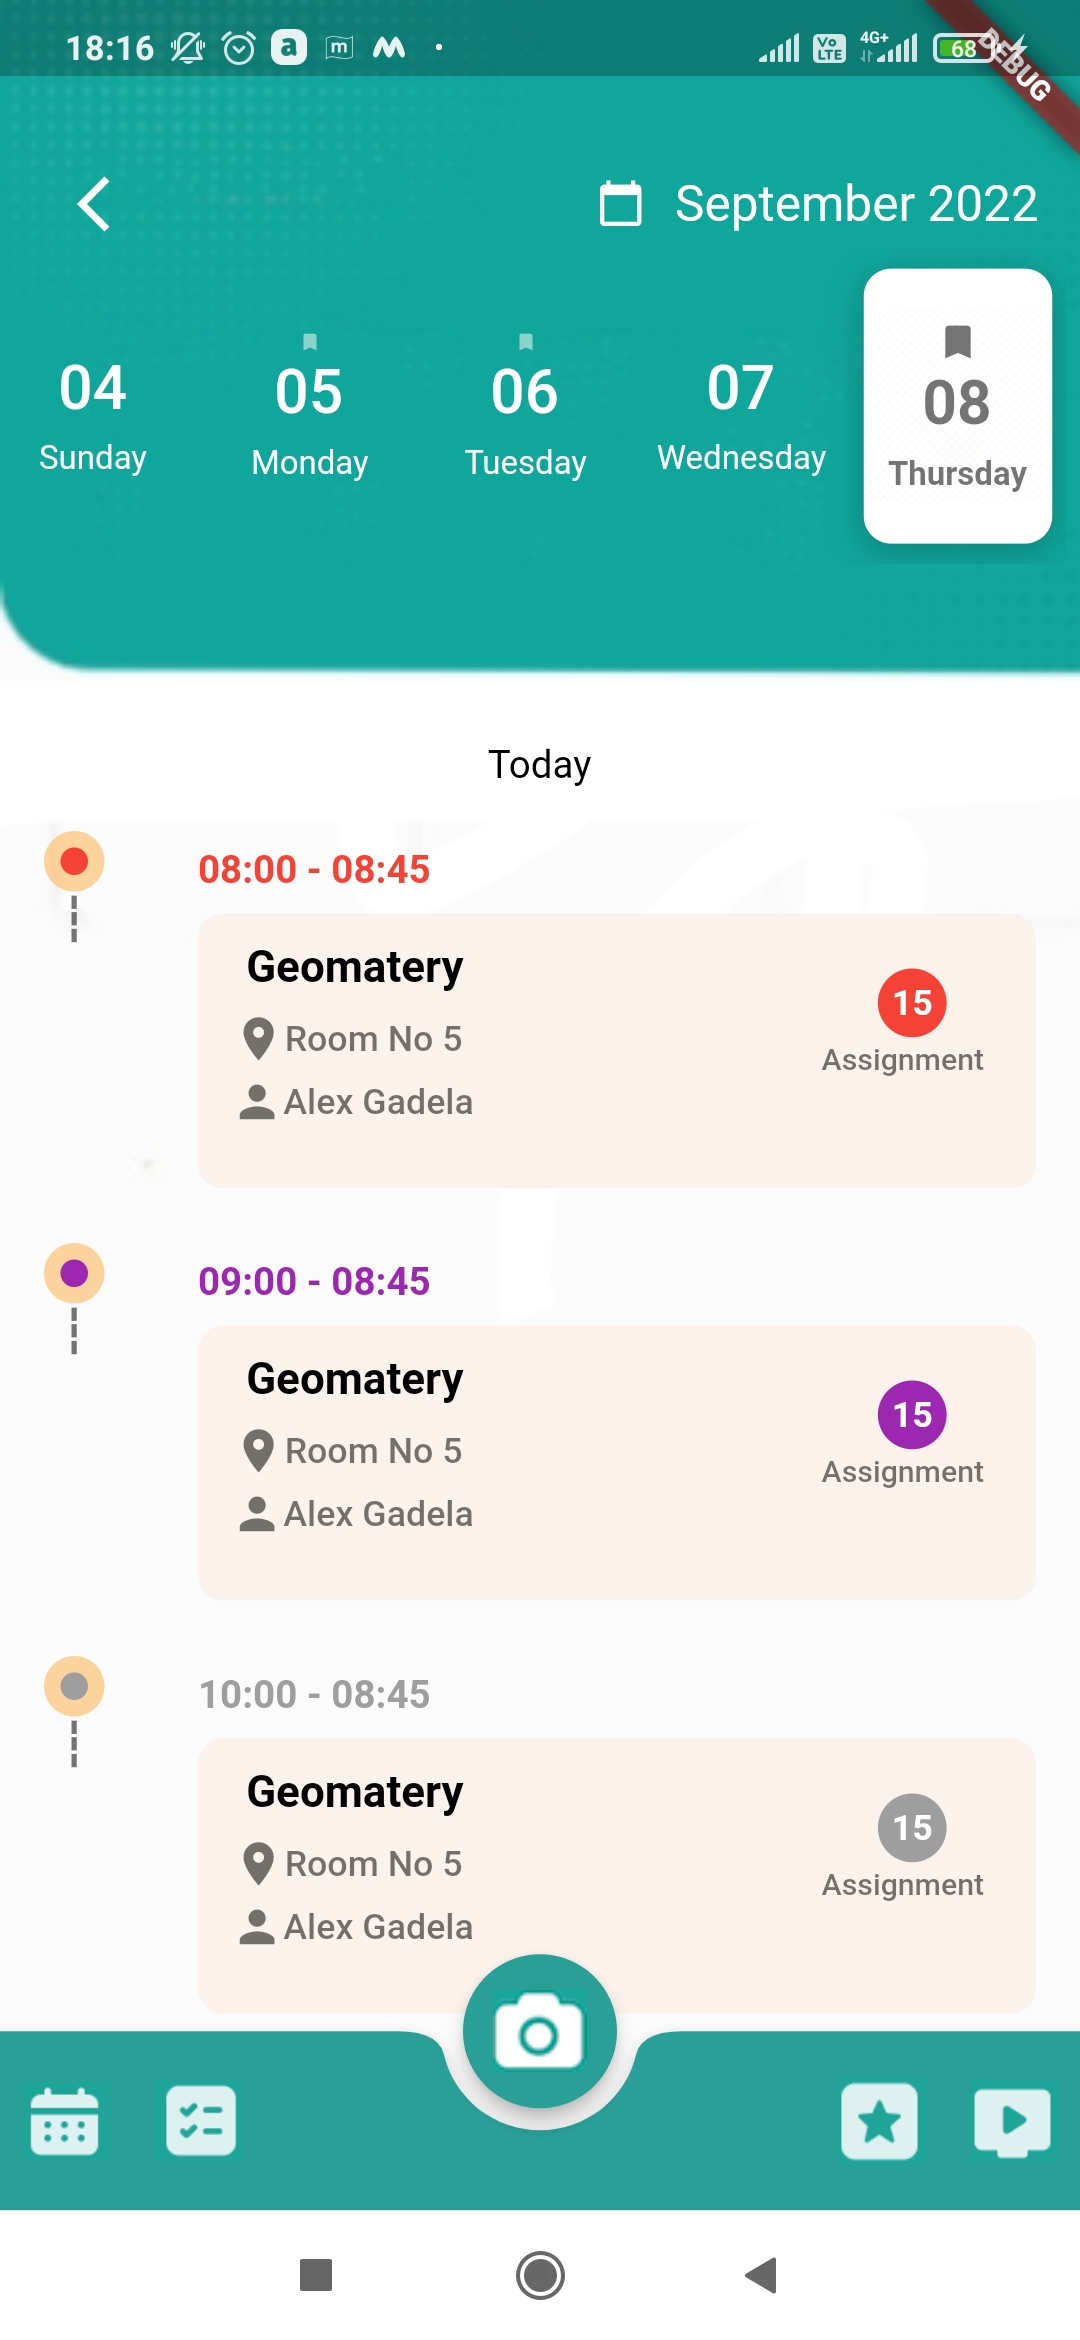 18:16
a
m
Vo
LTE
4G+
68
DEBUG
September 2022
04
Sunday
05
Monday
06
Tuesday
07
Wednesday
08
Thursday
Today
08:00 - 08:45
Geomatery
15
Room No 5
Assignment
Alex Gadela
09:00 - 08:45
Geomatery
15
Room No 5
Assignment
Alex Gadela
10:00 - 08:45
Geomatery
15
Room No 5
Assignment
Alex Gadela